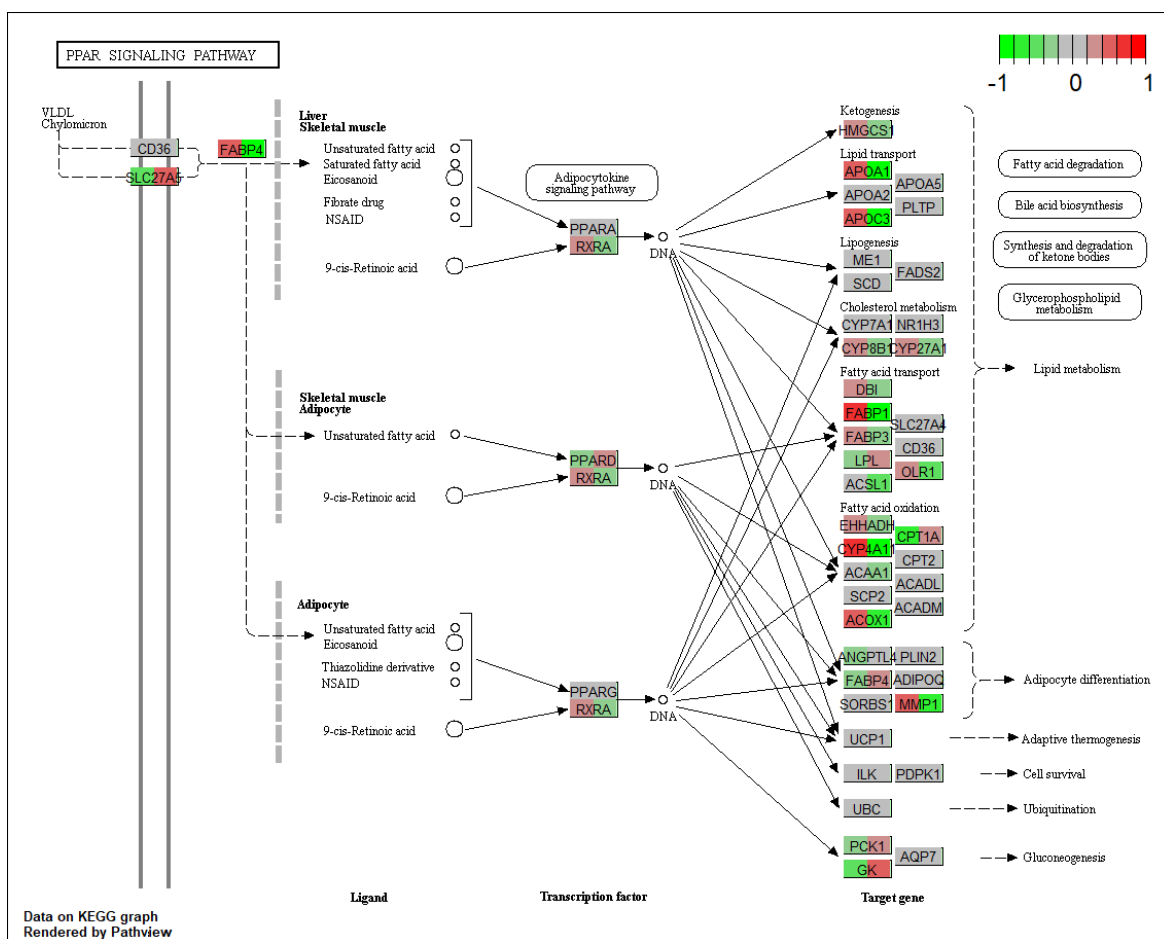 PPAR SIGNALING PATHWAY
-1 0 1
VLDL
Chylomicron
CD36
SLC27A5
FABP4
Liver
Skeletal muscle
Unsaturated fatty acid
Saturated fatty acid
Eicosanoid
Fibrate drug
NSAID
9-cis-Retinoic acid
Adipocytokine
signaling pathway
PPARA
RXRA
DNA
Skeletal muscle
Adipocyte
Unsaturated fatty acid
9-cis-Retinoic acid
PPARD
RXRA
DNA
Adipocyte
Unsaturated fatty acid
Eicosanoid
Thiazolidine derivative
NSAID
9-cis-Retinoic acid
PPARG
RXRA
DNA
Ketogenesis
HMGCS1
Lipid transport
APOA1
APOA5
APOA2
PLTP
APOC3
Lipogenesis
ME1
FADS2
SCD
Cholesterol metabolism
CYP7A1 NR1H3
CYP8B1 CYP27A1
Fatty acid transport
DBI
FABP1
SLC27A4
FABP3
CD36
LPL
OLR1
ACSL1
Fatty acid oxidation
EHHADH
CPT1A
CYP4A11
CPT2
ACAA1
ACADL
SCP2
ACADM
ACOX1
ANGPTL4 PLIN2
FABP4 ADIPOQ
SORBS1 MMP1
UCP1
ILK PDPK1
UBC
PCK1
AQP7
GK
Fatty acid degradation
Bile acid biosynthesis
Synthesis and degradation
of ketone bodies
Glycerophospholipid
metabolism
Lipid metabolism
Adipocyte differentiation
Adaptive thermogenesis
Cell survival
Ubiquitination
Gluconeogenesis
Ligand
Transcription factor
Target gene
Data on KEGG graph
Rendered by Pathview